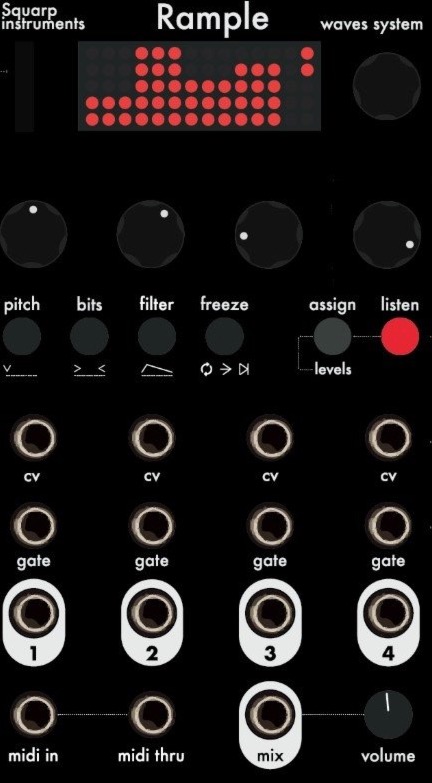 Squarp
instruments
Rample
waves system
pitch bits filter freeze assign listen
levels
cv cv cv cv
gate gate gate gate
1 2 3 4
midi in midi thru mix volume